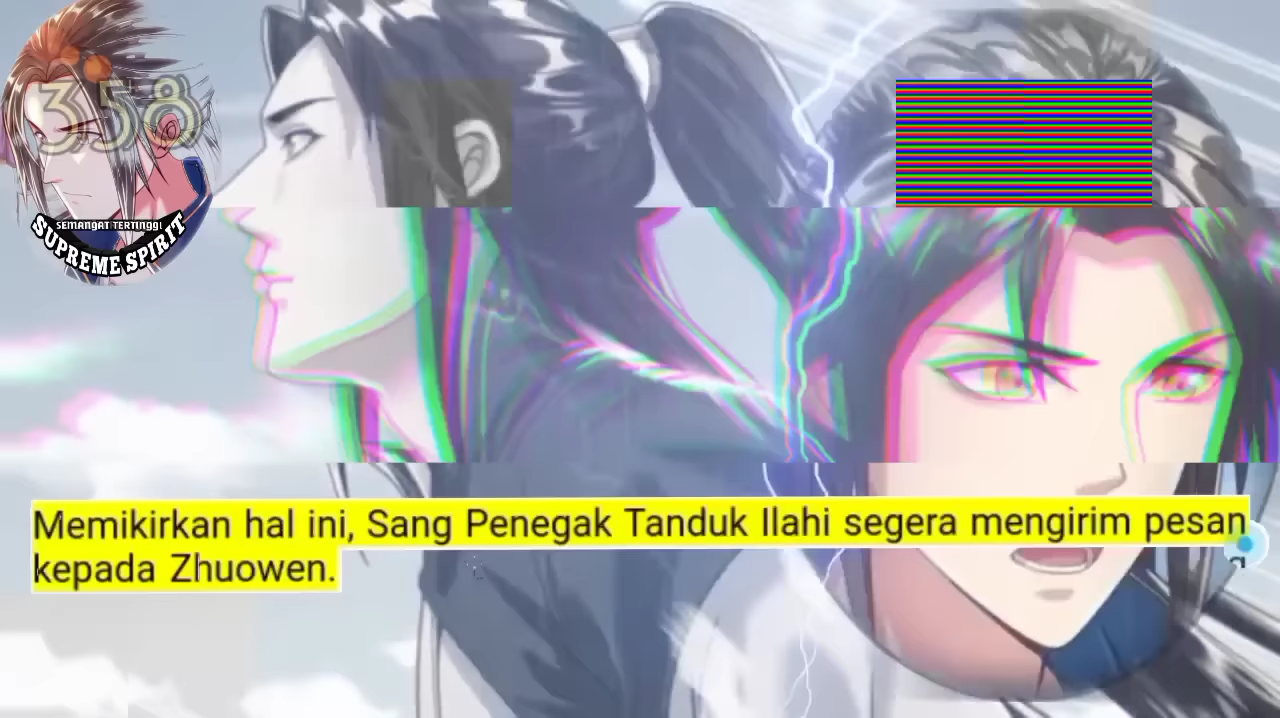 358
SEMANGAT TERTINGGI
SUPREME SPIRIT
Memikirkan hal ini, Sang Penegak Tanduk Ilahi segera mengirim pesan
kepada Zhuowen.